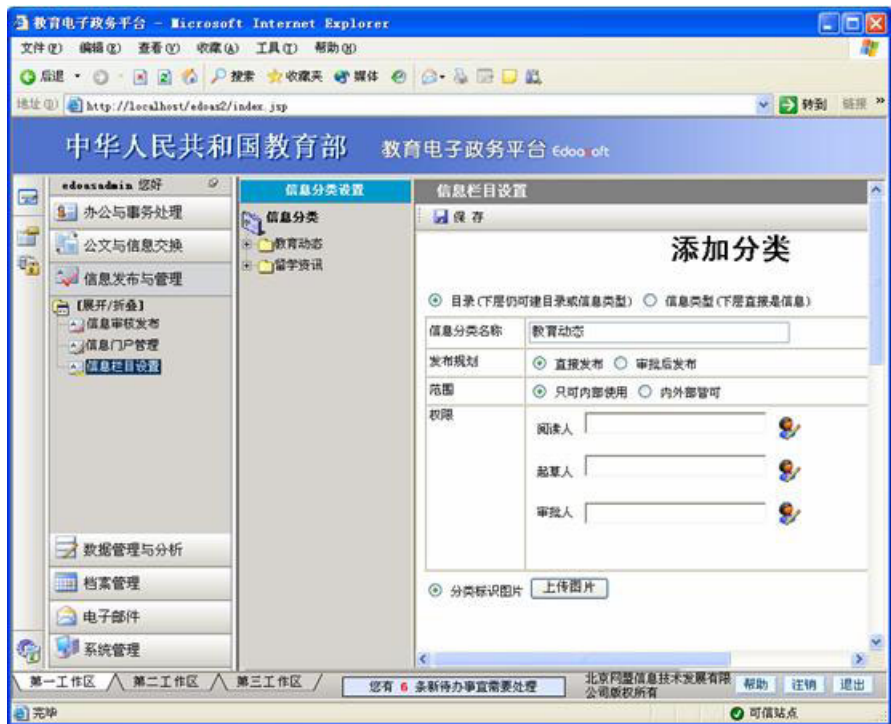 教育电子政务平台 - Microsoft Internet Explorer
文件(F) 编辑(E) 查看(V) 收藏(A) 工具(T) 帮助(H)
后退 搜索 收藏夹 媒体
地址(D) http://localhost/edoas2/index.jsp 转到 链接 »
中华人民共和国教育部 教育电子政务平台 Edoosoft
edoasadmin 您好
办公与事务处理
公文与信息交换
信息发布与管理
【展开/折叠】
信息审核发布
信息门户管理
信息栏目设置
数据管理与分析
档案管理
电子邮件
系统管理
信息分类设置
信息分类
教育动态
留学资讯
信息栏目设置
保存
添加分类
目录(下层仍可建目录或信息类型) 信息类型(下层直接是信息)
信息分类名称 教育动态
发布规划 直接发布 审批后发布
范围 只可内部使用 内外部皆可
权限
阅读人
起草人
审批人
分类标识图片 上传图片
第一工作区 第二工作区 第三工作区
您有 6 条新待办事宜需要处理
北京网盟信息技术发展有限公司版权所有
帮助 注销 退出
完毕 可信站点